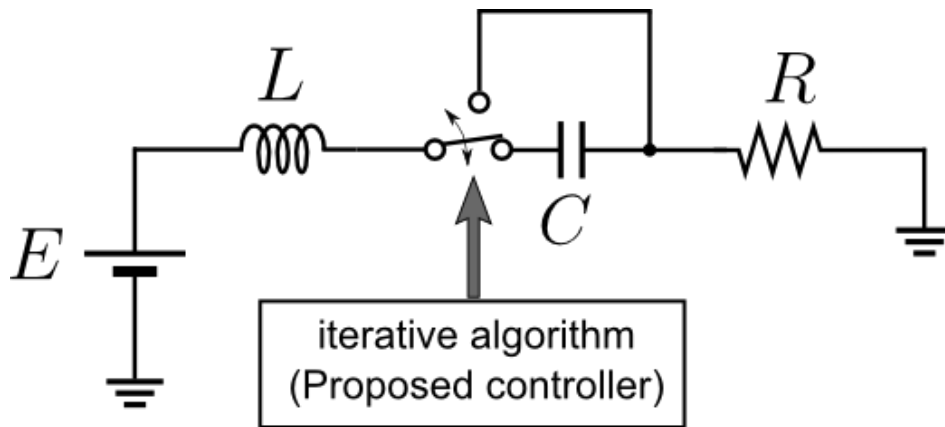 L
R
E
C
iterative algorithm
(Proposed controller)